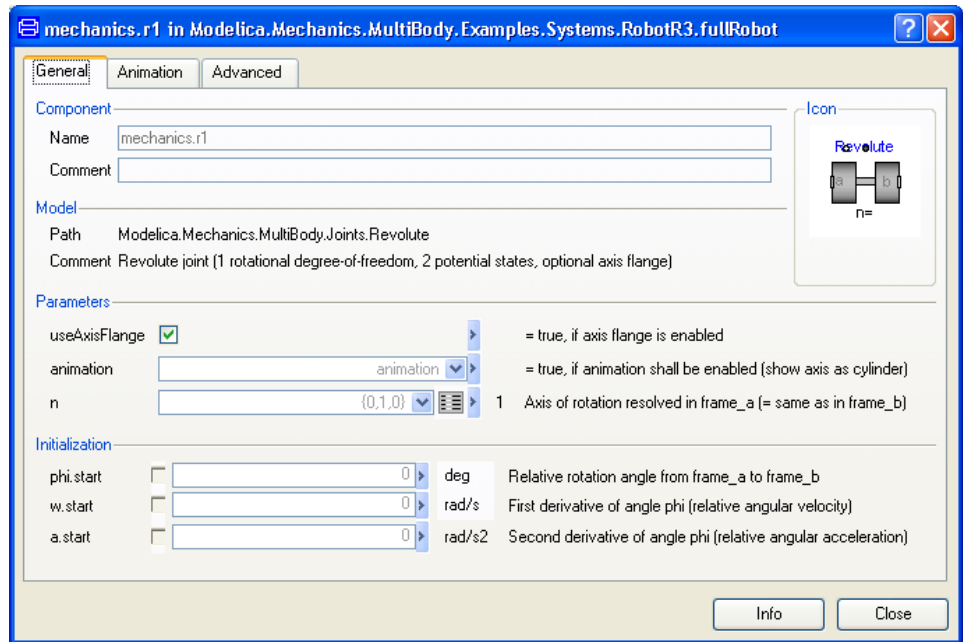 mechanics.r1 in Modelica.Mechanics.MultiBody.Examples.Systems.RobotR3.fullRobot
General Animation Advanced
Component
Name mechanics.r1
Comment
Icon
Revolute
a b
n=
Model
Path Modelica.Mechanics.MultiBody.Joints.Revolute
Comment Revolute joint (1 rotational degree-of-freedom, 2 potential states, optional axis flange)
Parameters
useAxisFlange = true, if axis flange is enabled
animation animation = true, if animation shall be enabled (show axis as cylinder)
n {0,1,0} 1 Axis of rotation resolved in frame_a (= same as in frame_b)
Initialization
phi.start 0 deg Relative rotation angle from frame_a to frame_b
w.start 0 rad/s First derivative of angle phi (relative angular velocity)
a.start 0 rad/s2 Second derivative of angle phi (relative angular acceleration)
Info Close